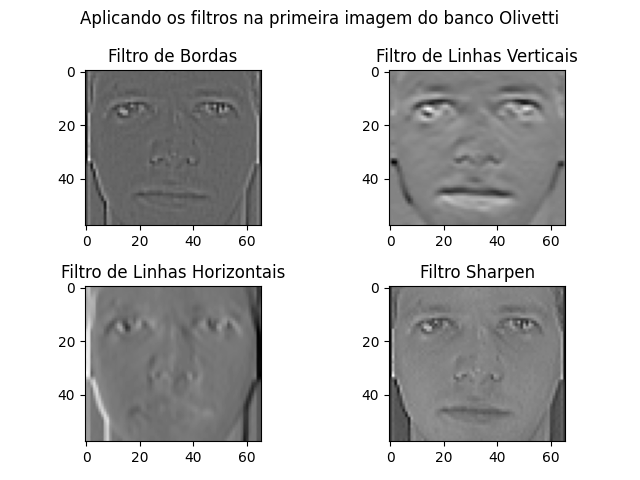 Aplicando os filtros na primeira imagem do banco Olivetti
Filtro de Bordas
Filtro de Linhas Verticais
0
20
40
0 20 40 60
0
20
40
0 20 40 60
Filtro de Linhas Horizontais
Filtro Sharpen
0
20
40
0 20 40 60
0
20
40
0 20 40 60